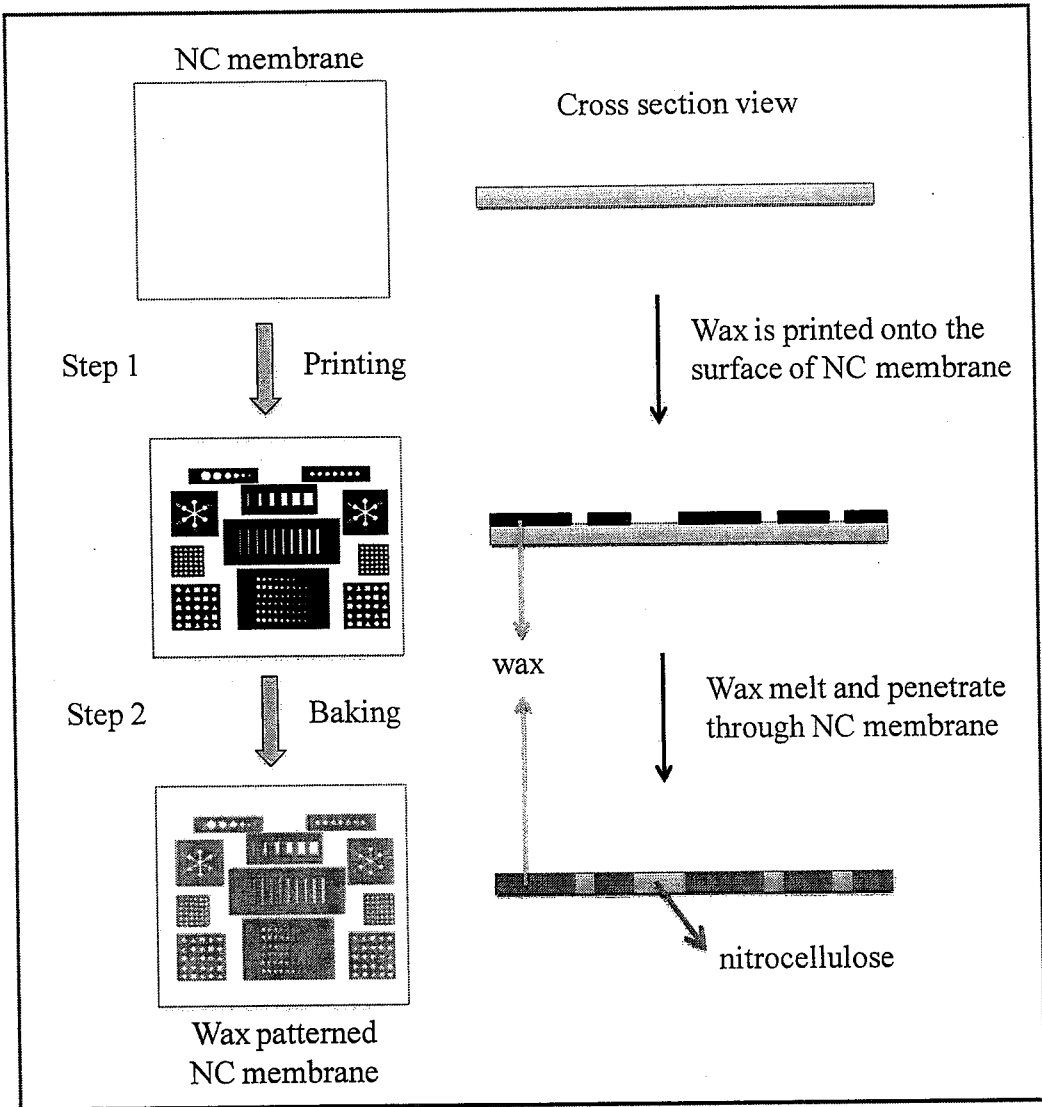 NC membrane
Cross section view
Step 1
Printing
Wax is printed onto the
surface of NC membrane
wax
Step 2
Baking
Wax melt and penetrate
through NC membrane
nitrocellulose
Wax patterned
NC membrane